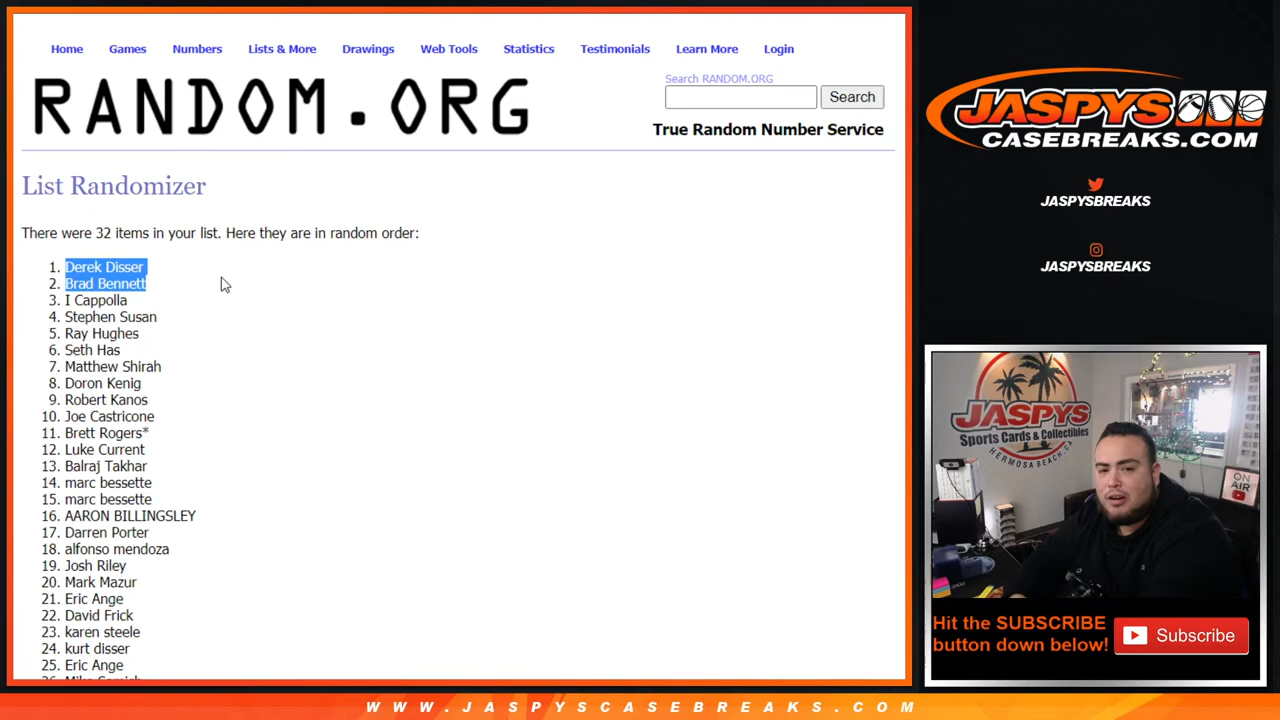 Home Games Numbers Lists & More Drawings Web Tools Statistics Testimonials Learn More Login
RANDOM.ORG
Search RANDOM.ORG
Search
True Random Number Service
List Randomizer
There were 32 items in your list. Here they are in random order:
1. Derek Disser
2. Brad Bennett
3. I Cappolla
4. Stephen Susan
5. Ray Hughes
6. Seth Has
7. Matthew Shirah
8. Doron Kenig
9. Robert Kanos
10. Joe Castricone
11. Brett Rogers*
12. Luke Current
13. Balraj Takhar
14. marc bessette
15. marc bessette
16. AARON BILLINGSLEY
17. Darren Porter
18. alfonso mendoza
19. Josh Riley
20. Mark Mazur
21. Eric Ange
22. David Frick
23. karen steele
24. kurt disser
25. Eric Ange
JASPYS
CASEBREAKS.COM
JASPYSBREAKS
JASPYSBREAKS
JASPYS
Sports Cards & Collectibles
HERMOSA BEACH, CA
ON AIR
Hit the SUBSCRIBE
button down below!
Subscribe
WWW.JASPYSCASEBREAKS.COM